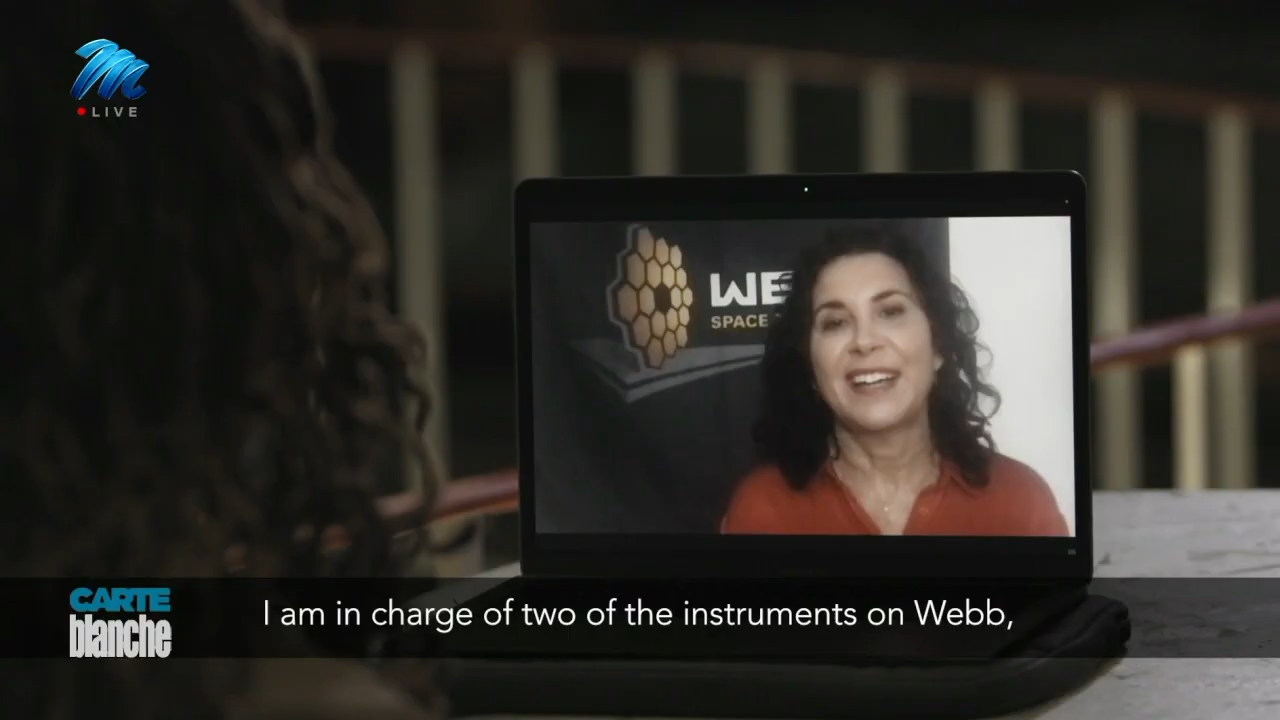 LIVE
WE
SPACE
CARTE
blanche
I am in charge of two of the instruments on Webb,